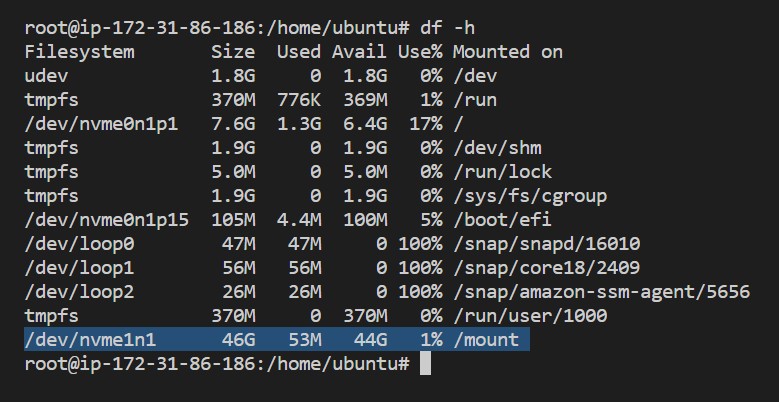 root@ip-172-31-86-186:/home/ubuntu# df -h
Filesystem       Size  Used Avail Use% Mounted on
udev             1.8G     0  1.8G   0% /dev
tmpfs            370M  776K  369M   1% /run
/dev/nvme0n1p1   7.6G  1.3G  6.4G  17% /
tmpfs            1.9G     0  1.9G   0% /dev/shm
tmpfs            5.0M     0  5.0M   0% /run/lock
tmpfs            1.9G     0  1.9G   0% /sys/fs/cgroup
/dev/nvme0n1p15  105M  4.4M  100M   5% /boot/efi
/dev/loop0        47M   47M     0 100% /snap/snapd/16010
/dev/loop1        56M   56M     0 100% /snap/core18/2409
/dev/loop2        26M   26M     0 100% /snap/amazon-ssm-agent/5656
tmpfs            370M     0  370M   0% /run/user/1000
/dev/nvme1n1      46G   53M   44G   1% /mount
root@ip-172-31-86-186:/home/ubuntu#